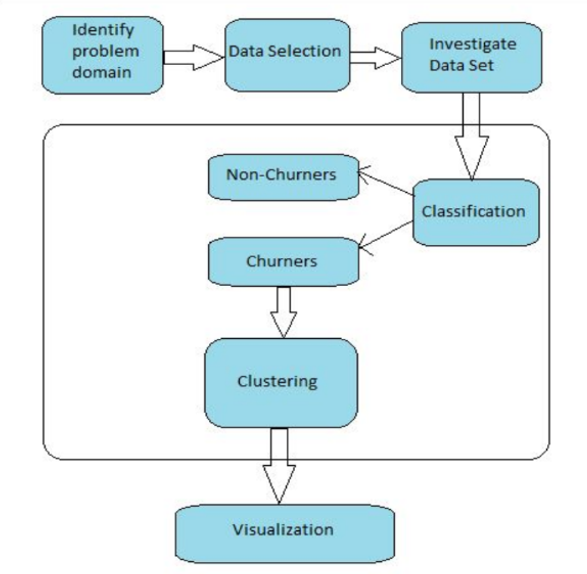 Identify
problem
domain
Data Selection
Investigate
Data Set
Non-Churners
Classification
Churners
Clustering
Visualization